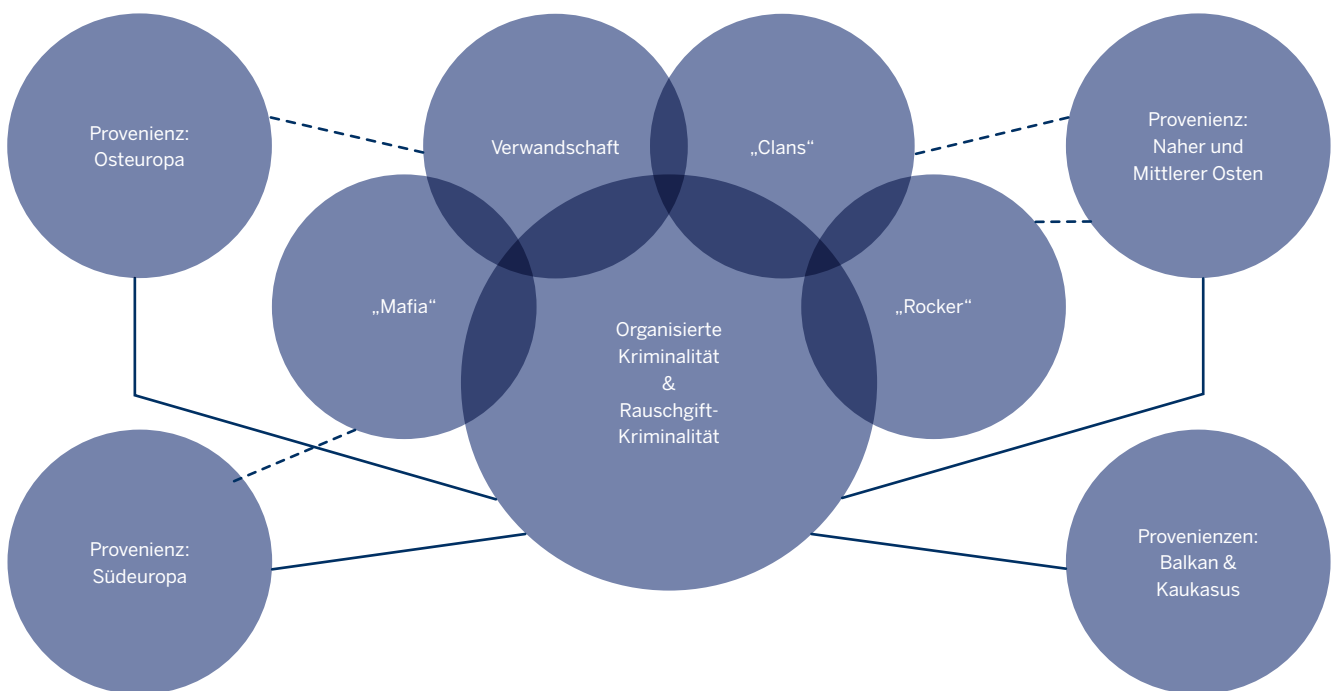 Provenienz:
Osteuropa
Verwandschaft
„Clans“
Provenienz:
Naher und
Mittlerer Osten
„Mafia“
„Rocker“
Organisierte
Kriminalität
&
Rauschgift-
Kriminalität
Provenienz:
Südeuropa
Provenienzen:
Balkan &
Kaukasus